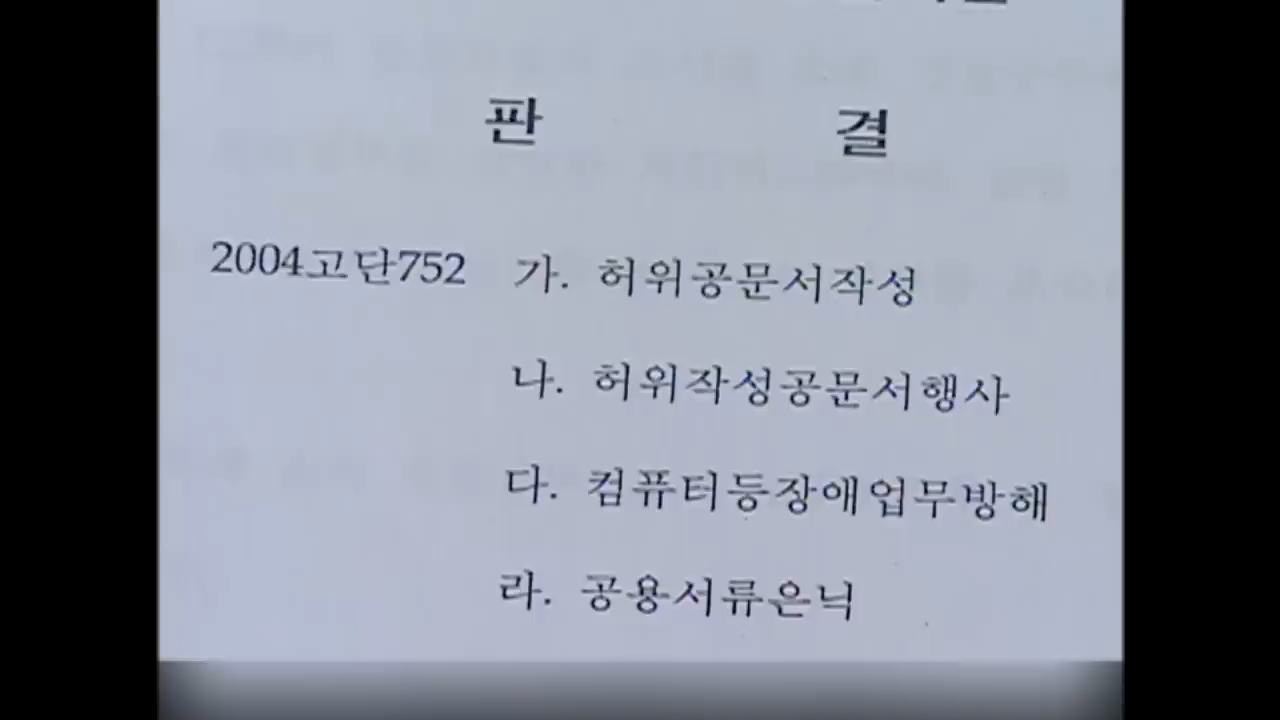 판 결
2004고단752 가. 허위공문서작성
나. 허위작성공문서행사
다. 컴퓨터등장애업무방해
라. 공용서류은닉